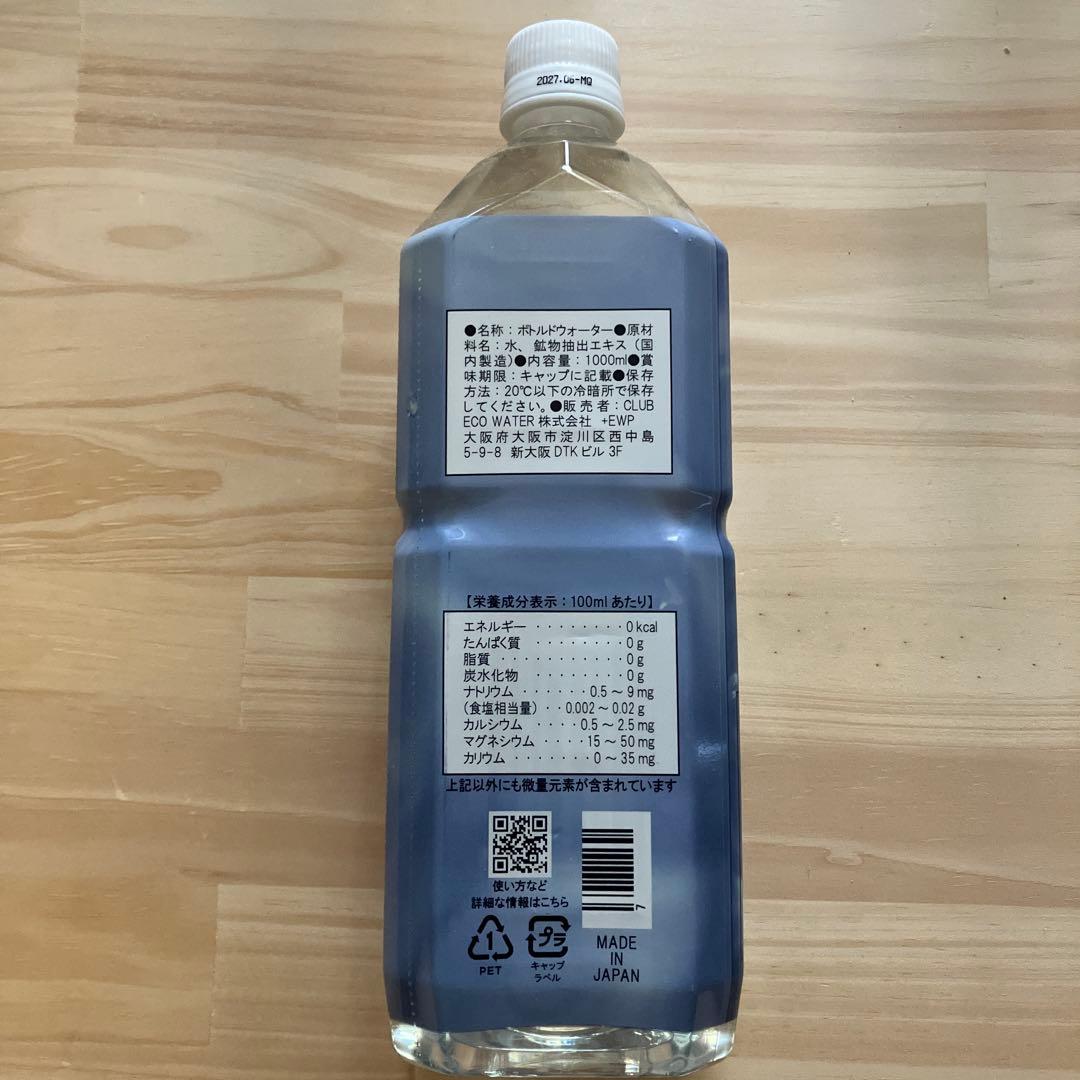 2027.06-MQ
●名称：ボトルドウォーター●原材
料名：水、鉱物抽出エキス（国
内製造）●内容量：1000ml●賞
味期限：キャップに記載●保存
方法：20℃以下の冷暗所で保存
してください。●販売者：CLUB
ECO WATER 株式会社 +EWP
大阪府大阪市淀川区西中島
5-9-8 新大阪DTKビル 3F
【栄養成分表示：100mlあたり】
エネルギー ‥‥‥‥0 kcal
たんぱく質 ‥‥‥‥0 g
脂質 ‥‥‥‥‥‥0 g
炭水化物 ‥‥‥‥0 g
ナトリウム ‥‥‥0.5～9 mg
（食塩相当量）‥0.002～0.02 g
カルシウム ‥‥0.5～2.5 mg
マグネシウム ‥‥15～50 mg
カリウム ‥‥‥‥0～35 mg
上記以外にも微量元素が含まれています
使い方など
詳細な情報はこちら
7
1
PET
プラ
キャップ
ラベル
MADE
IN
JAPAN